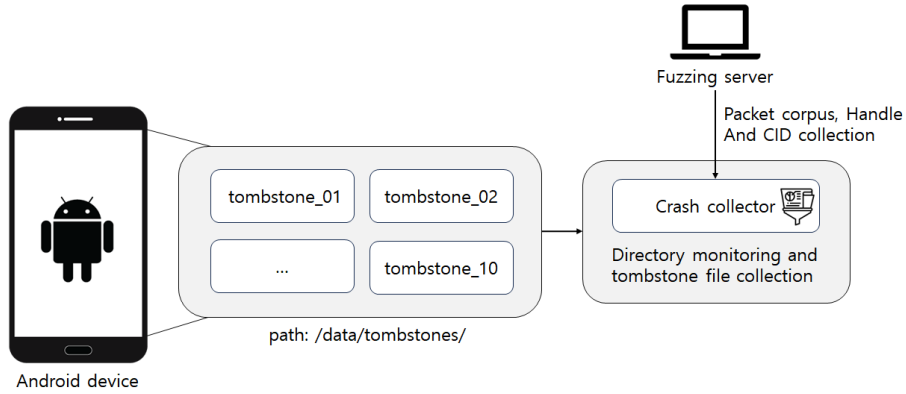 Fuzzing server
Packet corpus, Handle
And CID collection
tombstone_01
tombstone_02
...
tombstone_10
path: /data/tombstones/
Crash collector
Directory monitoring and
tombstone file collection
Android device